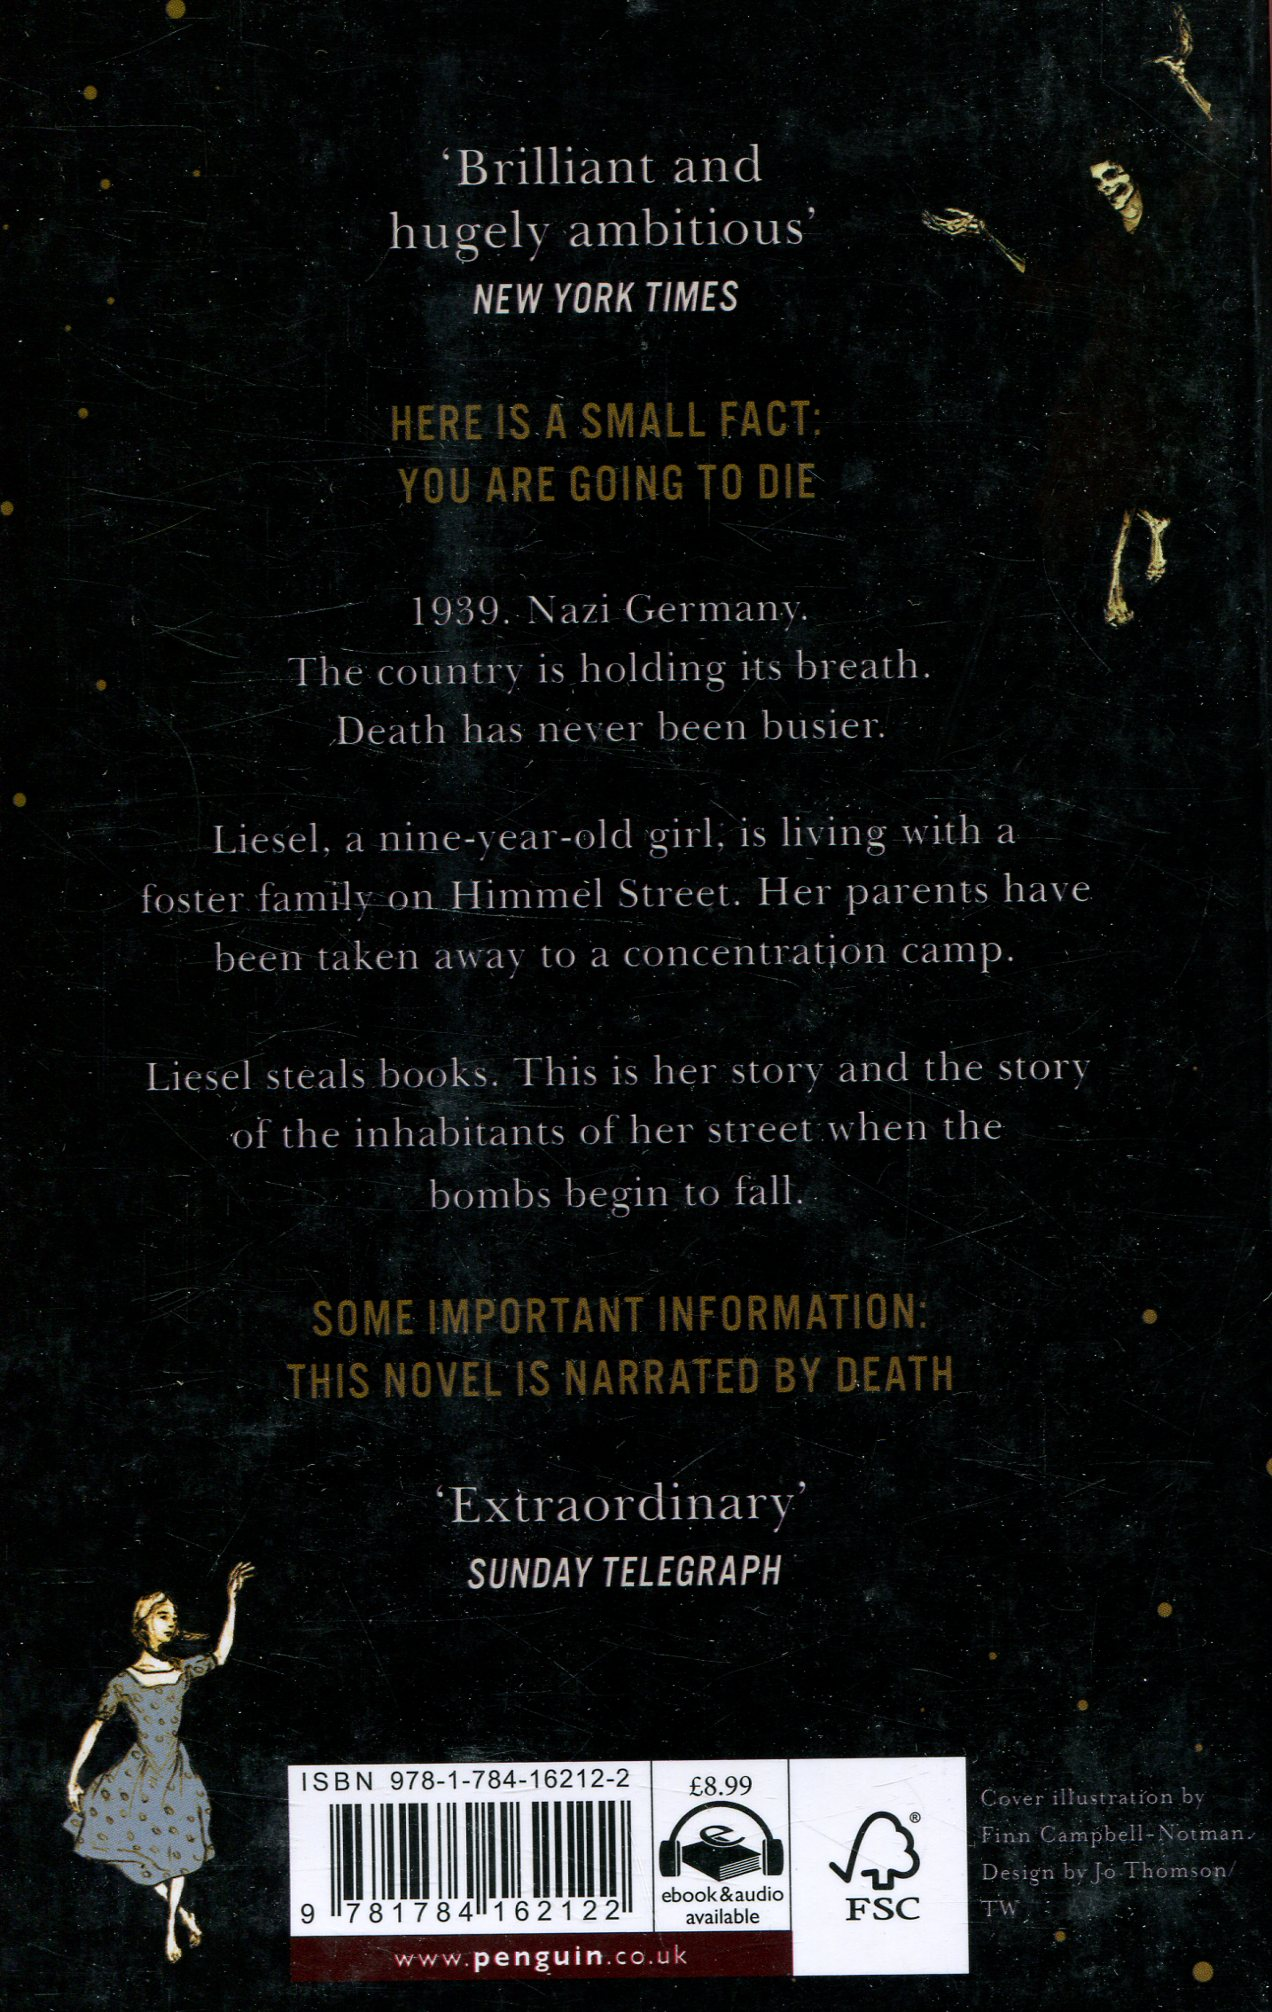 ‘Brilliant and
hugely ambitious’
NEW YORK TIMES
HERE IS A SMALL FACT:
YOU ARE GOING TO DIE
1939. Nazi Germany.
The country is holding its breath.
Death has never been busier.
Liesel, a nine-year-old girl, is living with a
foster family on Himmel Street. Her parents have
been taken away to a concentration camp.
Liesel steals books. This is her story and the story
of the inhabitants of her street when the
bombs begin to fall.
SOME IMPORTANT INFORMATION:
THIS NOVEL IS NARRATED BY DEATH
‘Extraordinary’
SUNDAY TELEGRAPH
ISBN 978-1-784-16212-2
9 781784 162122
www.penguin.co.uk
£8.99
e
ebook & audio
available
®
FSC
Cover illustration by
Finn Campbell-Notman.
Design by Jo Thomson/
TW